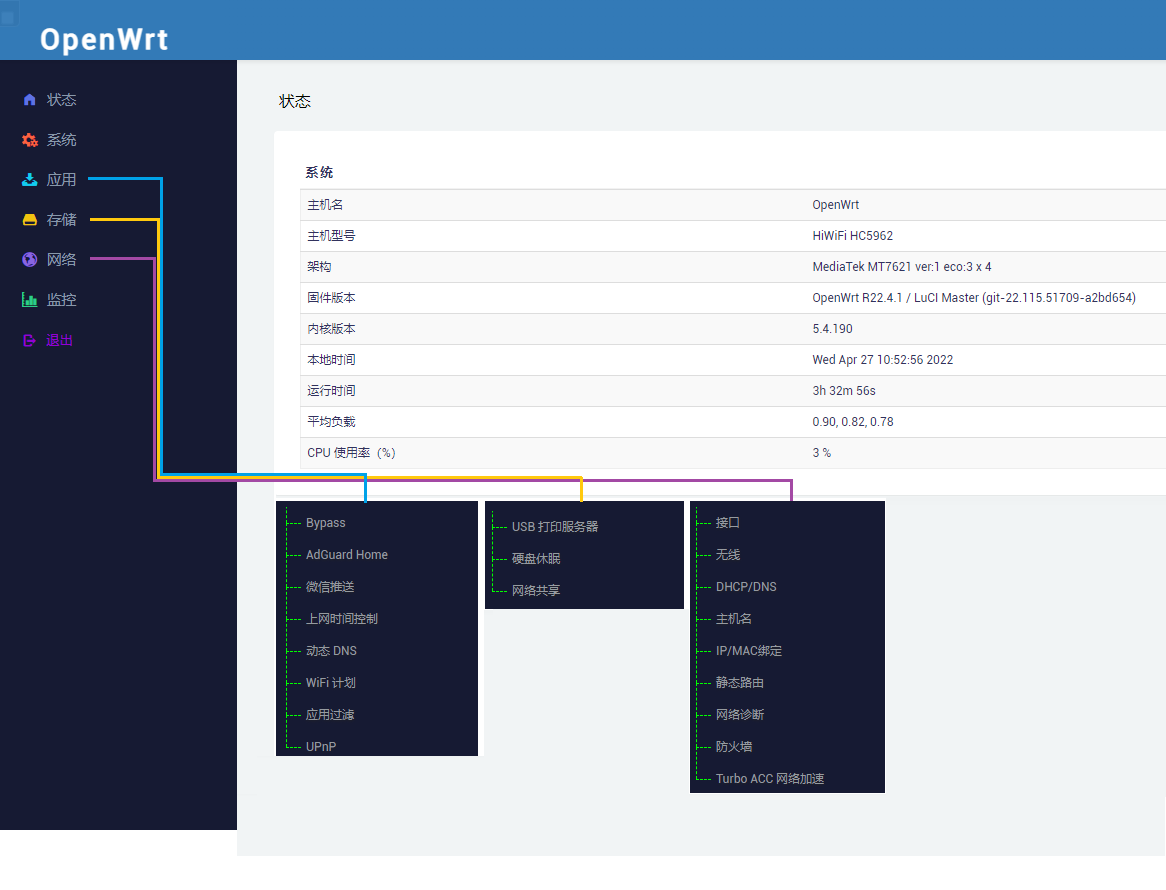 OpenWrt
状态
系统
应用
存储
网络
监控
退出
状态
系统
主机名 OpenWrt
主机型号 HiWiFi HC5962
架构 MediaTek MT7621 ver:1 eco:3 x 4
固件版本 OpenWrt R22.4.1 / LuCI Master (git-22.115.51709-a2bd654)
内核版本 5.4.190
本地时间 Wed Apr 27 10:52:56 2022
运行时间 3h 32m 56s
平均负载 0.90, 0.82, 0.78
CPU 使用率（%） 3 %
Bypass
AdGuard Home
微信推送
上网时间控制
动态 DNS
WiFi 计划
应用过滤
UPnP
USB 打印服务器
硬盘休眠
网络共享
接口
无线
DHCP/DNS
主机名
IP/MAC绑定
静态路由
网络诊断
防火墙
Turbo ACC 网络加速